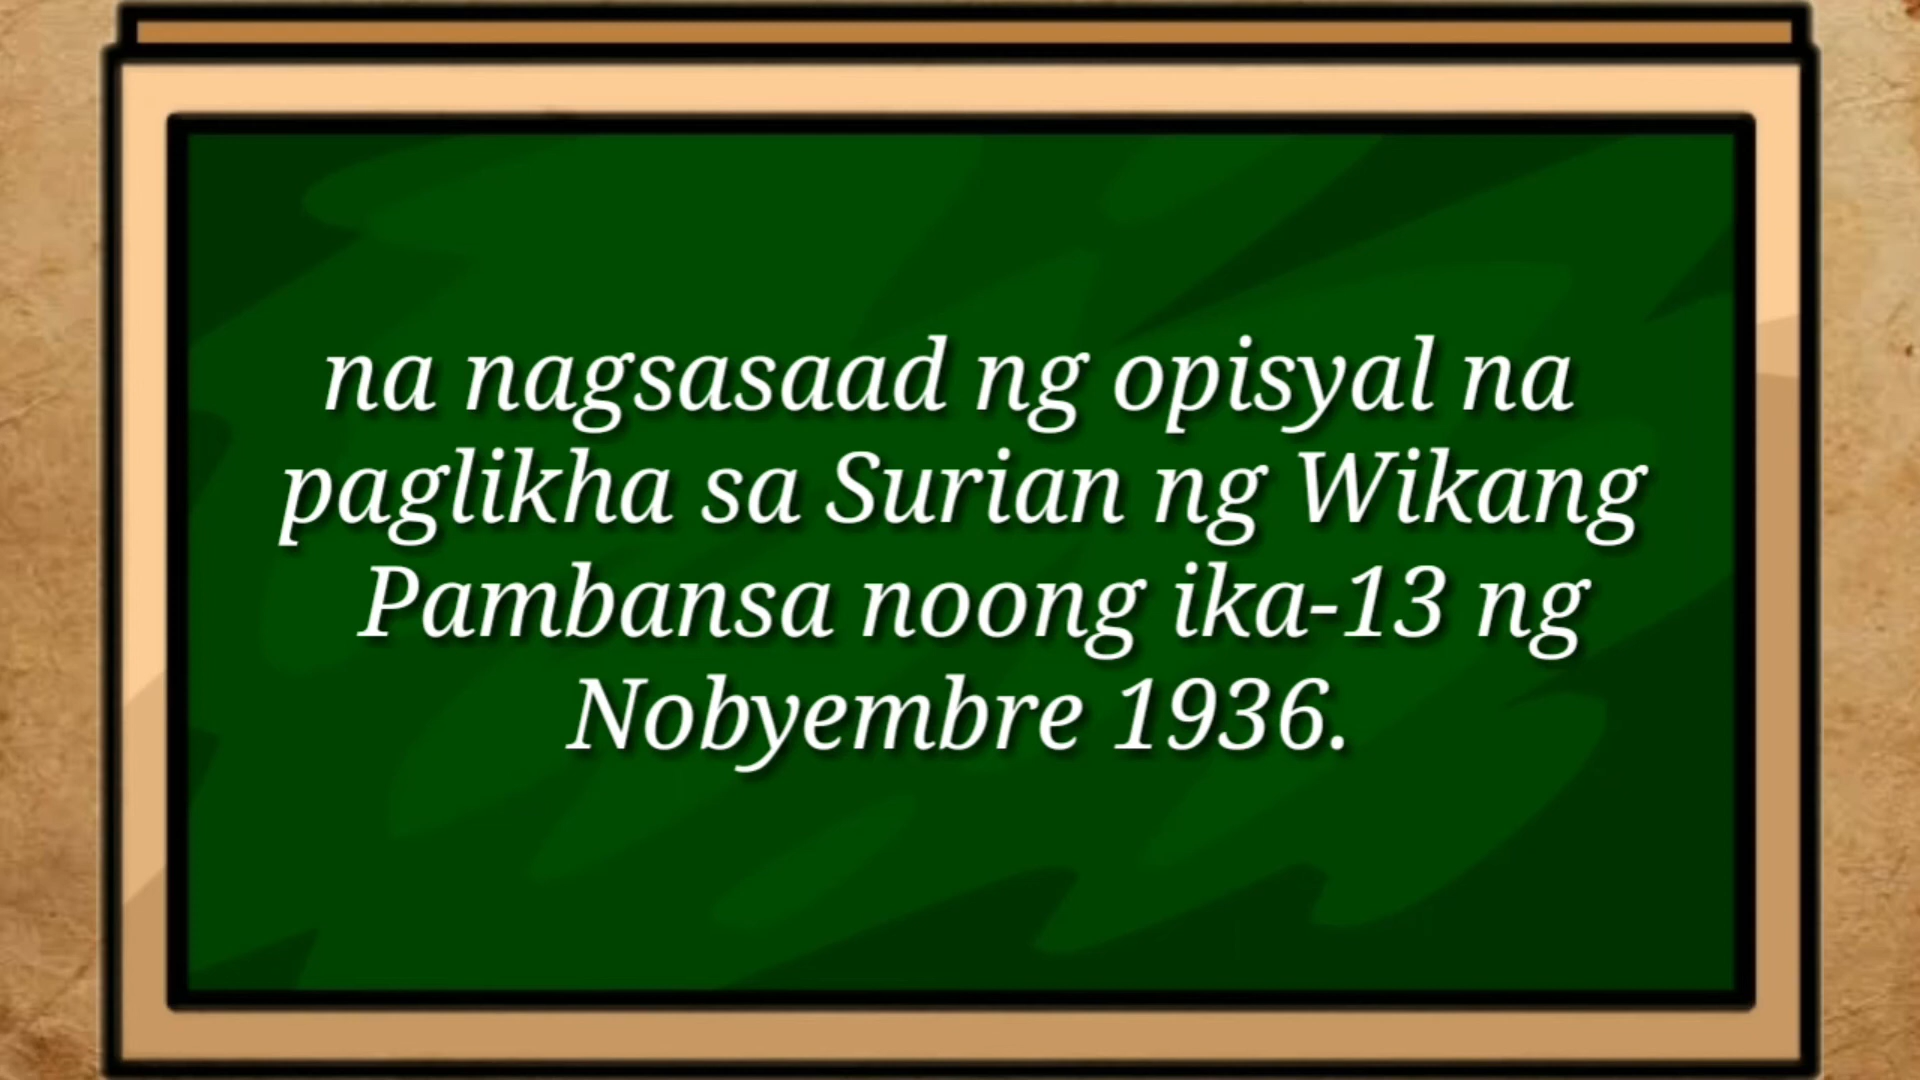 na nagsasaad ng opisyal na
paglikha sa Surian ng Wikang
Pambansa noong ika-13 ng
Nobyembre 1936.